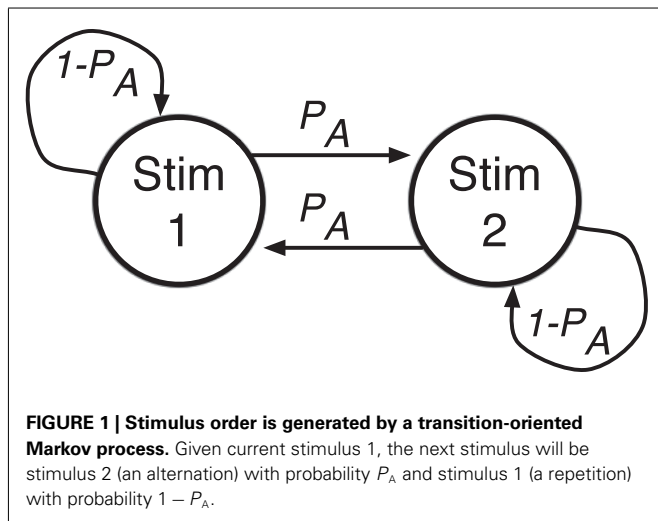 1-P_A
P_A
Stim
1
Stim
2
P_A
1-P_A
FIGURE 1 | Stimulus order is generated by a transition-oriented
Markov process. Given current stimulus 1, the next stimulus will be
stimulus 2 (an alternation) with probability P_A and stimulus 1 (a repetition)
with probability 1 − P_A.